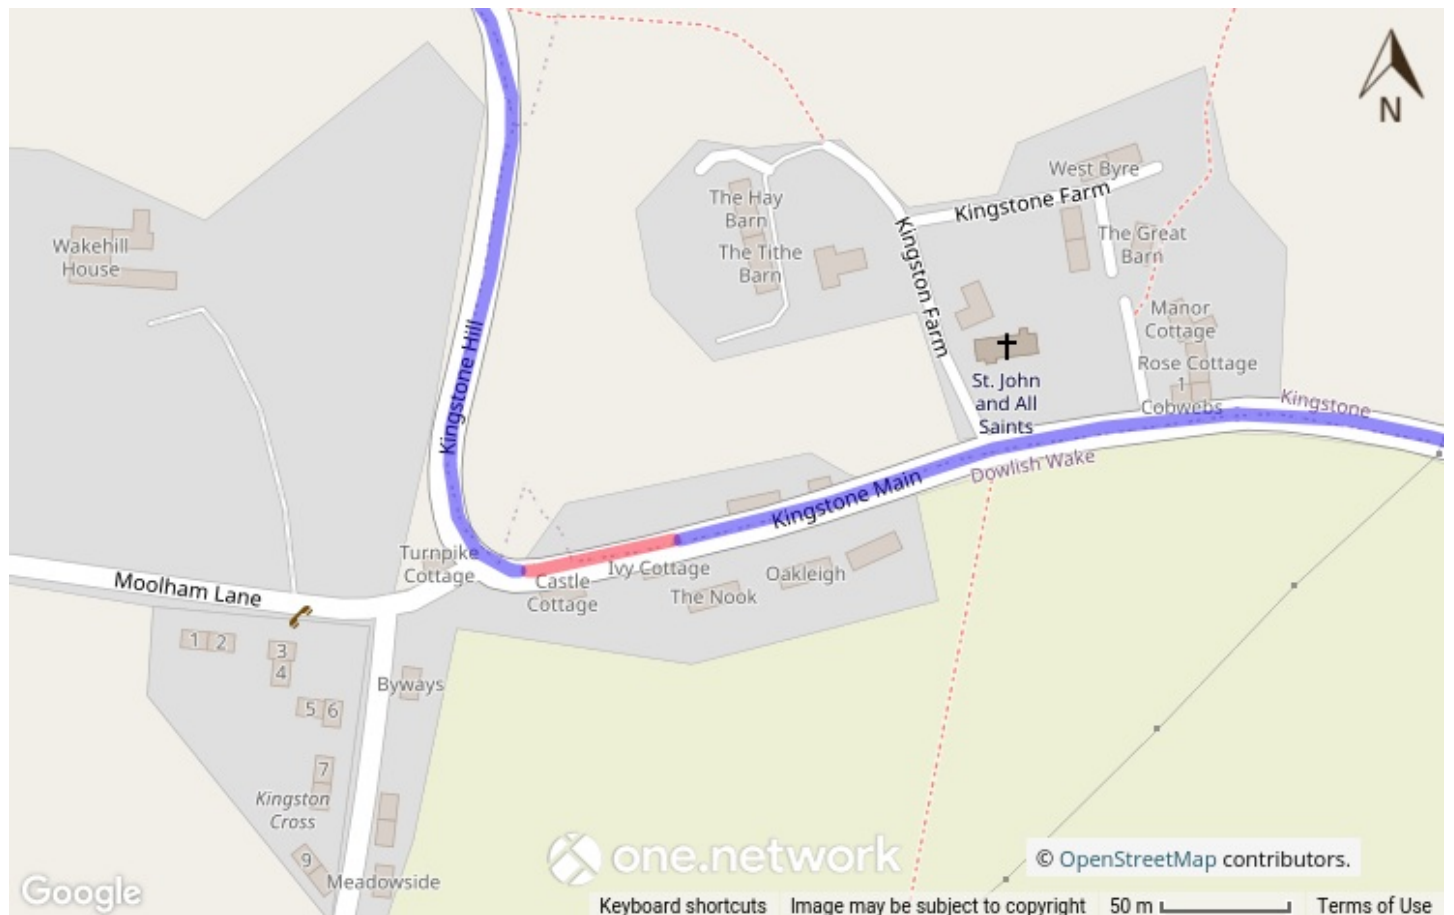 N
West Byre
The Hay
Barn
Kingstone Farm
Kingston Farm
The Great
Barn
Wakehill
House
The Tithe
Barn
Manor
Cottage
Kingstone Hill
Rose Cottage
1
St. John
and All
Saints
Cobwebs
Kingstone
Dowlish Wake
Kingstone Main
Turnpike
Cottage
Castle
Cottage
Ivy Cottage
Oakleigh
The Nook
Moolham Lane
1 2
3
4
Byways
5 6
7
Kingston
Cross
9
Meadowside
one.network
© OpenStreetMap contributors.
Google
Keyboard shortcuts Image may be subject to copyright 50 m Terms of Use